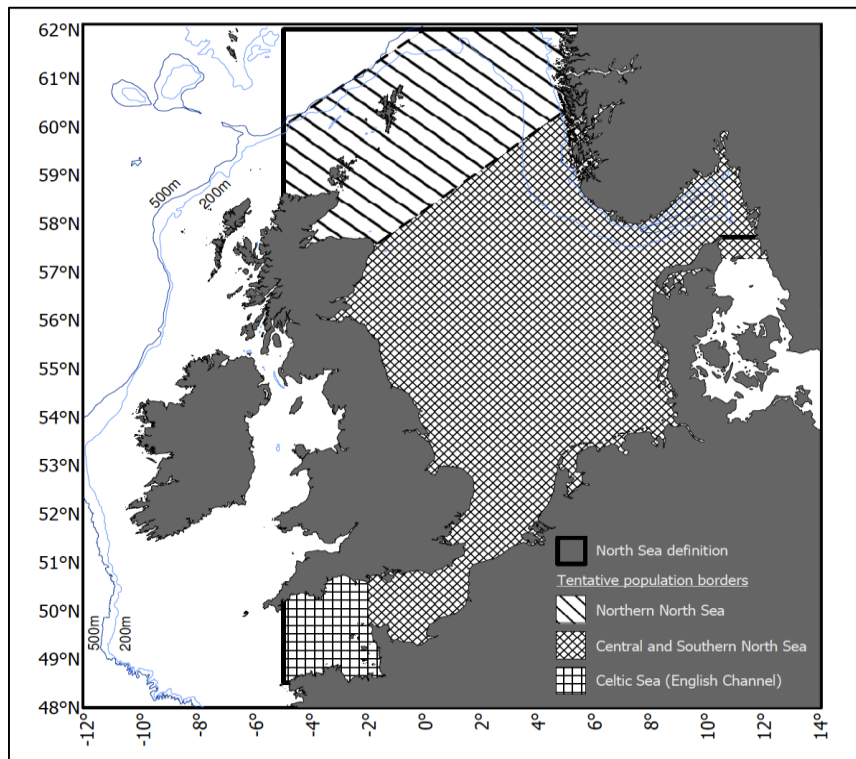 62°N
61°N
60°N
59°N
58°N
57°N
56°N
55°N
54°N
53°N
52°N
51°N
50°N
49°N
48°N
500m
200m
500m
200m
North Sea definition
Tentative population borders
Northern North Sea
Central and Southern North Sea
Celtic Sea (English Channel)
-12°
-10°
-8°
-6°
-4°
-2°
0°
2°
4°
6°
8°
10°
12°
14°